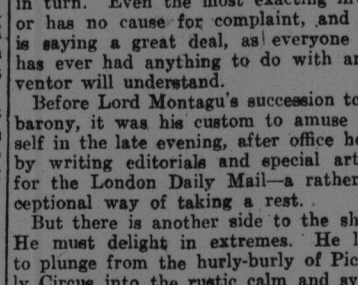 in turn. Even the most exacting
or has no cause for complaint, and
is saying a great deal, as everyone
has ever had anything to do with
ventor will understand.
Before Lord Montagu's succession to
barony, it was his custom to amuse
self in the late evening, after office
by writing editorials and special
for the London Daily Mail—a rather
ceptional way of taking a rest.
But there is another side to the
He must delight in extremes. He
to plunge from the hurly-burly of
ly Circus into the rustic calm and